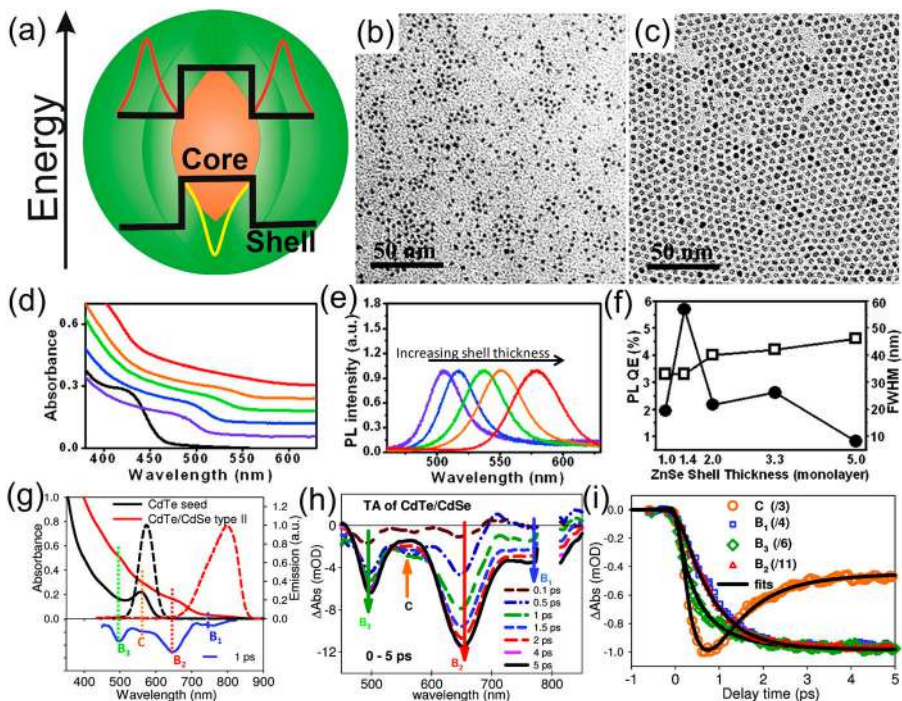 (a)
Energy
Core
Shell
(b)
50 nm
(c)
50 nm
(d)
Absorbance
0.6
0.3
0.0
400 450 500 550 600
Wavelength (nm)
(e)
PL intensity (a.u.)
1.8
1.5
1.2
0.9
0.6
0.3
0.0
Increasing shell thickness
500 550 600
Wavelength (nm)
(f)
PL QE (%)
6
5
4
3
2
1
60
50
40
30
20
10
FWHM (nm)
1.0 1.4 2.0 3.3 5.0
ZnSe Shell Thickness (monolayer)
(g)
CdTe seed
CdTe/CdSe type II
Absorbance
1.0
0.8
0.6
0.4
0.2
0.0
1.2
1.0
0.8
0.6
0.4
0.2
0.0
Emission (a.u.)
B3
C
B2
B1
1 ps
400 500 600 700 800 900
Wavelength (nm)
(h)
TA of CdTe/CdSe
ΔAbs (mOD)
0
-4
-8
-12
B3
C
B2
B1
0.1 ps
0.5 ps
1 ps
1.5 ps
2 ps
4 ps
5 ps
0 - 5 ps
500 600 700 800
wavelength (nm)
(i)
C (/3)
B1 (/4)
B3 (/6)
B2 (/11)
fits
ΔAbs (mOD)
0.0
-0.2
-0.4
-0.6
-0.8
-1.0
-1 0 1 2 3 4 5
Delay time (ps)